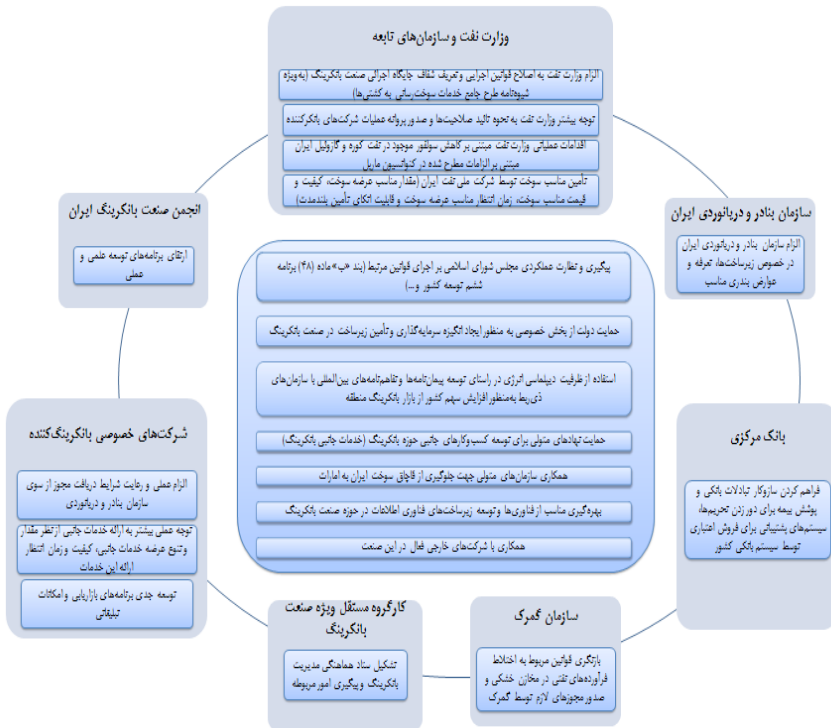 وزارت نفت و سازمان‌های تابعه
الزام وزارت نفت به اصلاح قوانین اجرایی و تعریف شفاف جایگاه اجرائی صنعت بانکرینگ (به‌ویژه
شیوه‌نامه طرح جامع خدمات سوخت‌رسانی به کشتی‌ها)
توجه بیشتر وزارت نفت به نحوه تائید صلاحیت‌ها و صدور پروانه عملیات شرکت‌های بانکرکننده
اقدامات عملیاتی وزارت نفت مبتنی بر کاهش سولفور موجود در نفت کوره و گازوئیل ایران
مبتنی بر الزامات مطرح شده در کنوانسیون مارپل
تأمین مناسب سوخت توسط شرکت ملی نفت ایران (مقدار مناسب عرضه سوخت، کیفیت و
قیمت مناسب سوخت، زمان انتظار مناسب عرضه سوخت و قابلیت اتکای تأمین بلندمدت)
سازمان بنادر و دریانوردی ایران
الزام سازمان بنادر و دریانوردی ایران
در خصوص زیرساخت‌ها، تعرفه و
عوارض بندری مناسب
انجمن صنعت بانکرینگ ایران
ارتقای برنامه‌های توسعه علمی و
عملی
پیگیری و نظارت عملکردی مجلس شورای اسلامی بر اجرای قوانین مرتبط (بند «ب» ماده (۴۸) برنامه
ششم توسعه کشور و...)
حمایت دولت از بخش خصوصی به منظور ایجاد انگیزه سرمایه‌گذاری و تأمین زیرساخت در صنعت بانکرینگ
استفاده از ظرفیت دیپلماسی انرژی در راستای توسعه پیمان‌نامه‌ها و تفاهم‌نامه‌های بین‌المللی با سازمان‌های
ذی‌ربط به‌منظور افزایش سهم کشور از بازار بانکرینگ منطقه
حمایت نهادهای متولی برای توسعه کسب‌وکارهای جانبی حوزه بانکرینگ (خدمات جانبی بانکرینگ)
همکاری سازمان‌های متولی جهت جلوگیری از قاچاق سوخت ایران به امارات
بهره‌گیری مناسب از فناوری‌ها و توسعه زیرساخت‌های فناوری اطلاعات در حوزه صنعت بانکرینگ
همکاری با شرکت‌های خارجی فعال در این صنعت
بانک مرکزی
فراهم کردن سازوکار تبادلات بانکی و
پوشش بیمه برای دور زدن تحریم‌ها،
سیستم‌های پشتیبانی برای فروش اعتباری
توسط سیستم بانکی کشور
شرکت‌های خصوصی بانکرینگ‌کننده
الزام عملی و رعایت شرایط دریافت مجوز از سوی
سازمان بنادر و دریانوردی
توجه عملی بیشتر به ارائه خدمات جانبی از نظر مقدار
و تنوع عرضه خدمات جانبی، کیفیت و زمان انتظار
ارائه این خدمات
توسعه جدی برنامه‌های بازاریابی و امکانات
تبلیغاتی
سازمان گمرک
بازنگری قوانین مربوط به اختلاط
فرآورده‌های نفتی در مخازن خشکی و
صدور مجوزهای لازم توسط گمرک
کارگروه مستقل ویژه صنعت
بانکرینگ
تشکیل ستاد هماهنگی مدیریت
بانکرینگ و پیگیری امور مربوطه